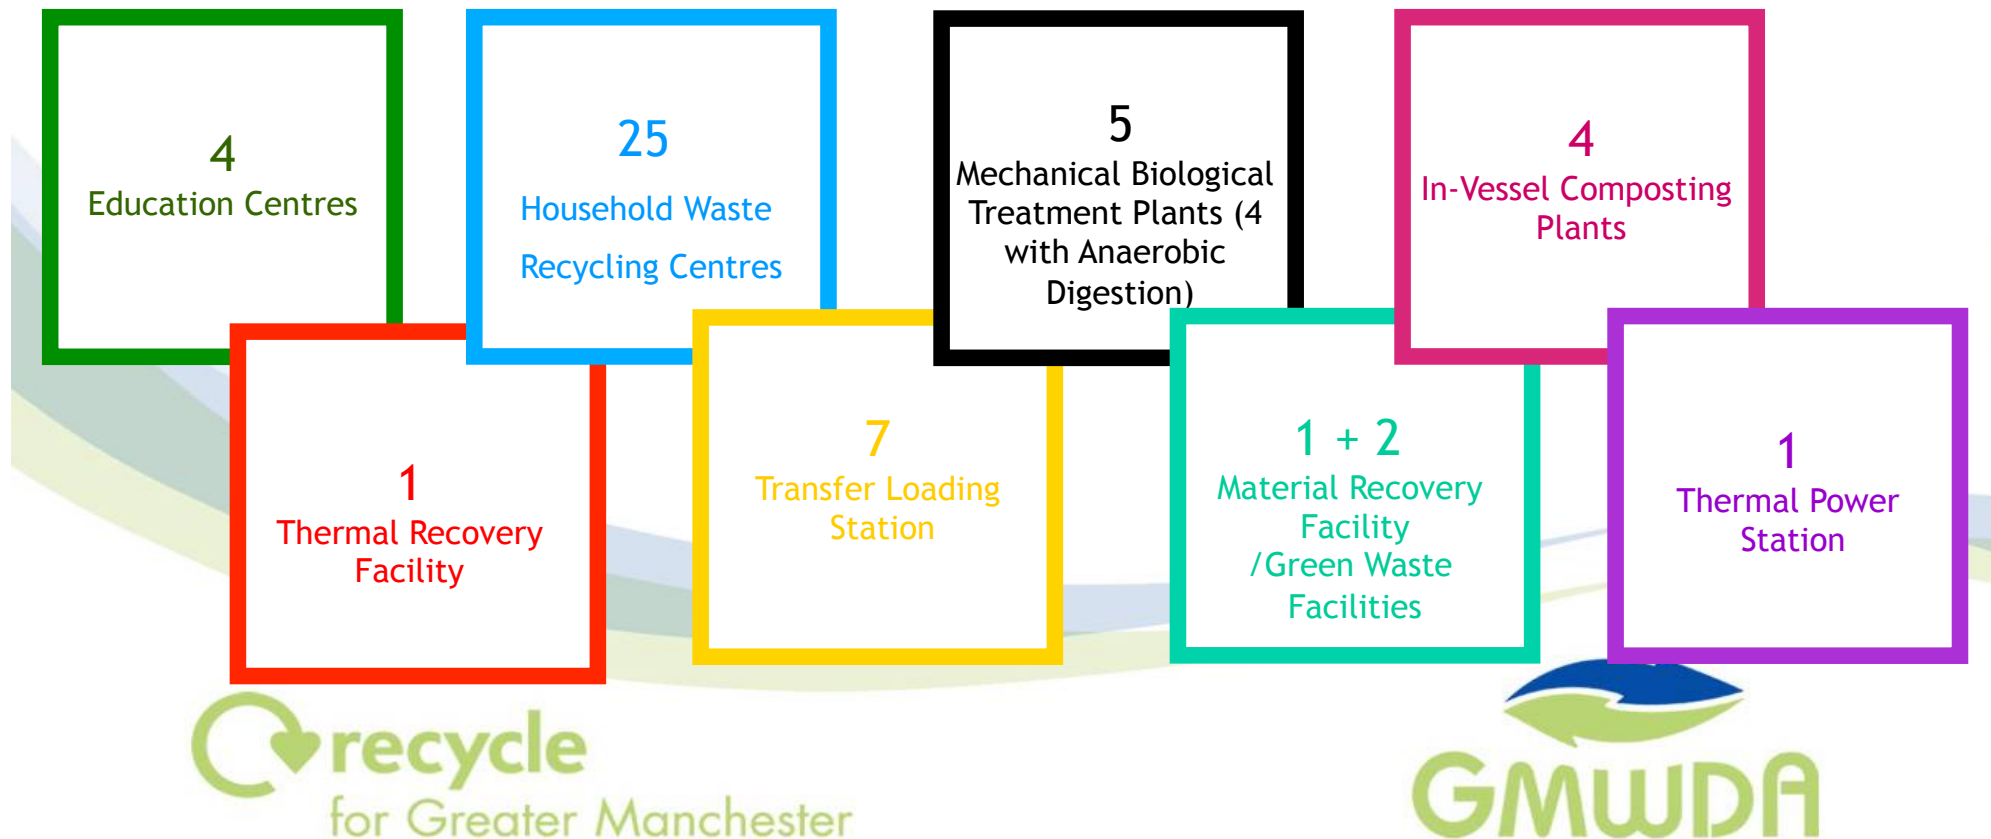 4
Education Centres
25
Household Waste
Recycling Centres
5
Mechanical Biological
Treatment Plants (4
with Anaerobic
Digestion)
4
In-Vessel Composting
Plants
1
Thermal Recovery
Facility
7
Transfer Loading
Station
1 + 2
Material Recovery
Facility
/Green Waste
Facilities
1
Thermal Power
Station
recycle
for Greater Manchester
GMWDA